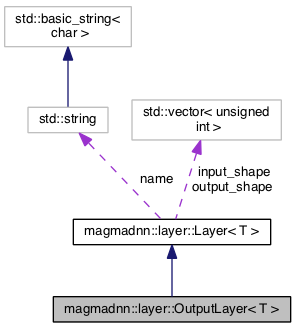 std::basic_string<
char >
std::string
std::vector< unsigned
int >
name
input_shape
output_shape
magmadnn::layer::Layer< T >
magmadnn::layer::OutputLayer< T >